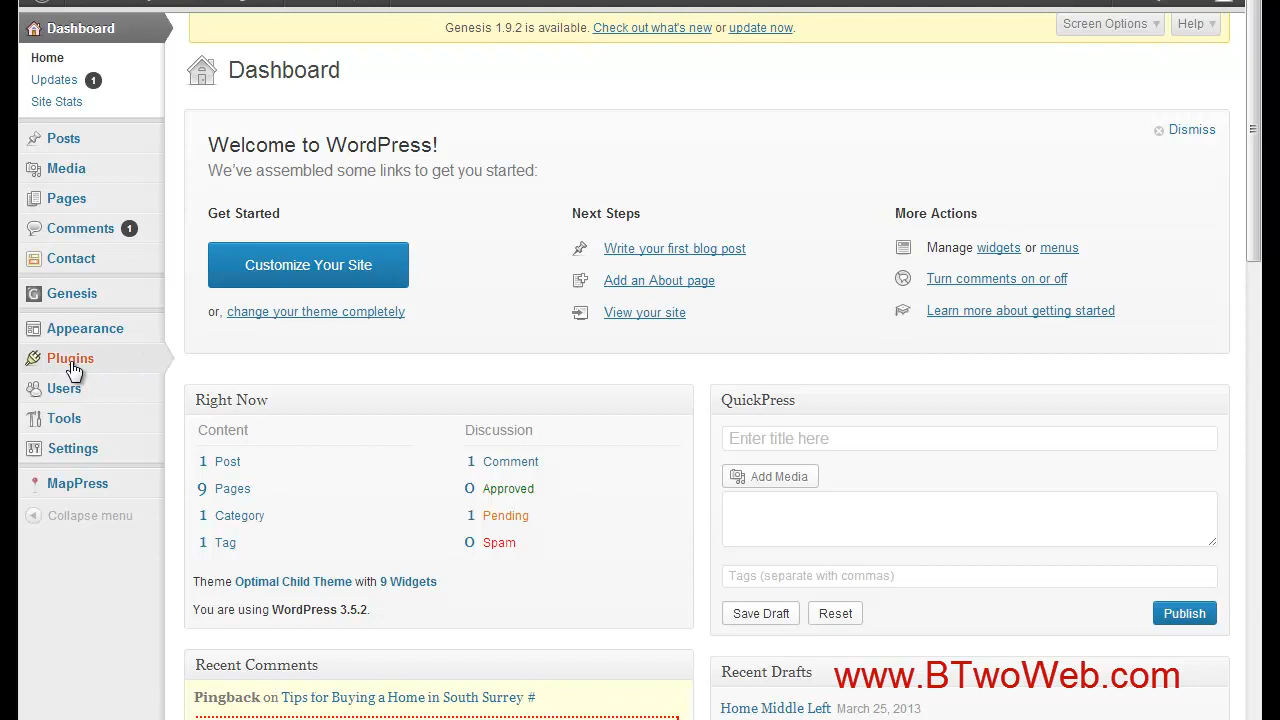 Dashboard
Home
Updates 1
Site Stats
Posts
Media
Pages
Comments 1
Contact
Genesis
Appearance
Plugins
Users
Tools
Settings
MapPress
Collapse menu
Genesis 1.9.2 is available. Check out what's new or update now.
Screen Options
Help
Dashboard
Welcome to WordPress!
We've assembled some links to get you started:
Dismiss
Get Started
Customize Your Site
or, change your theme completely
Next Steps
Write your first blog post
Add an About page
View your site
More Actions
Manage widgets or menus
Turn comments on or off
Learn more about getting started
Right Now
Content
1 Post
9 Pages
1 Category
1 Tag
Discussion
1 Comment
0 Approved
1 Pending
0 Spam
Theme Optimal Child Theme with 9 Widgets
You are using WordPress 3.5.2.
Recent Comments
Pingback on Tips for Buying a Home in South Surrey #
QuickPress
Enter title here
Add Media
Tags (separate with commas)
Save Draft
Reset
Publish
Recent Drafts
www.BTwoWeb.com
Home Middle Left March 25, 2013